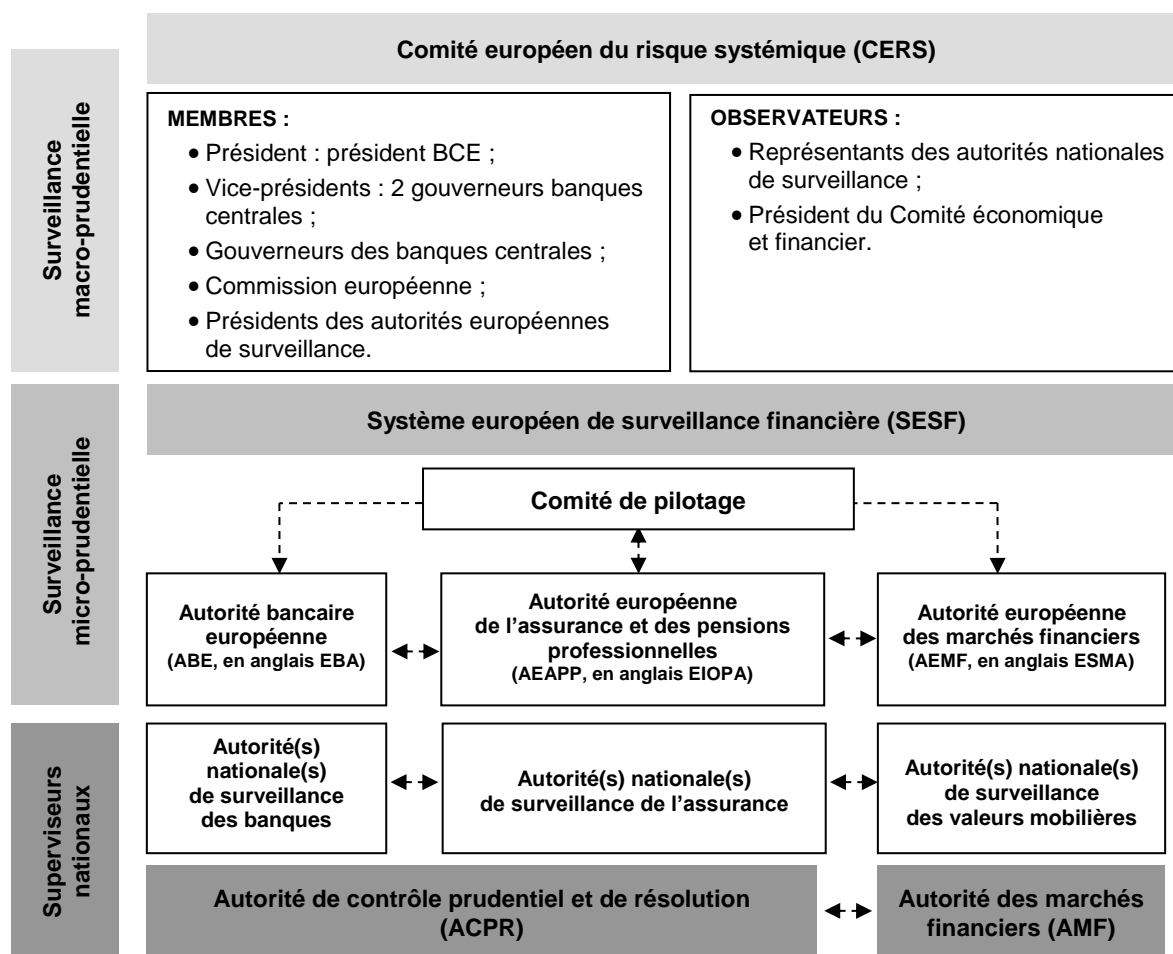 Comité européen du risque systémique (CERS)
Surveillance
macro-prudentielle
MEMBRES :
• Président : président BCE ;
• Vice-présidents : 2 gouverneurs banques
centrales ;
• Gouverneurs des banques centrales ;
• Commission européenne ;
• Présidents des autorités européennes
de surveillance.
OBSERVATEURS :
• Représentants des autorités nationales
de surveillance ;
• Président du Comité économique
et financier.
Surveillance
micro-prudentielle
Système européen de surveillance financière (SESF)
Comité de pilotage
Autorité bancaire
européenne
(ABE, en anglais EBA)
Autorité européenne
de l’assurance et des pensions
professionnelles
(AEAPP, en anglais EIOPA)
Autorité européenne
des marchés financiers
(AEMF, en anglais ESMA)
Superviseurs
nationaux
Autorité(s)
nationale(s)
de surveillance
des banques
Autorité(s) nationale(s)
de surveillance de l’assurance
Autorité(s) nationale(s)
de surveillance
des valeurs mobilières
Autorité de contrôle prudentiel et de résolution
(ACPR)
Autorité des marchés
financiers (AMF)